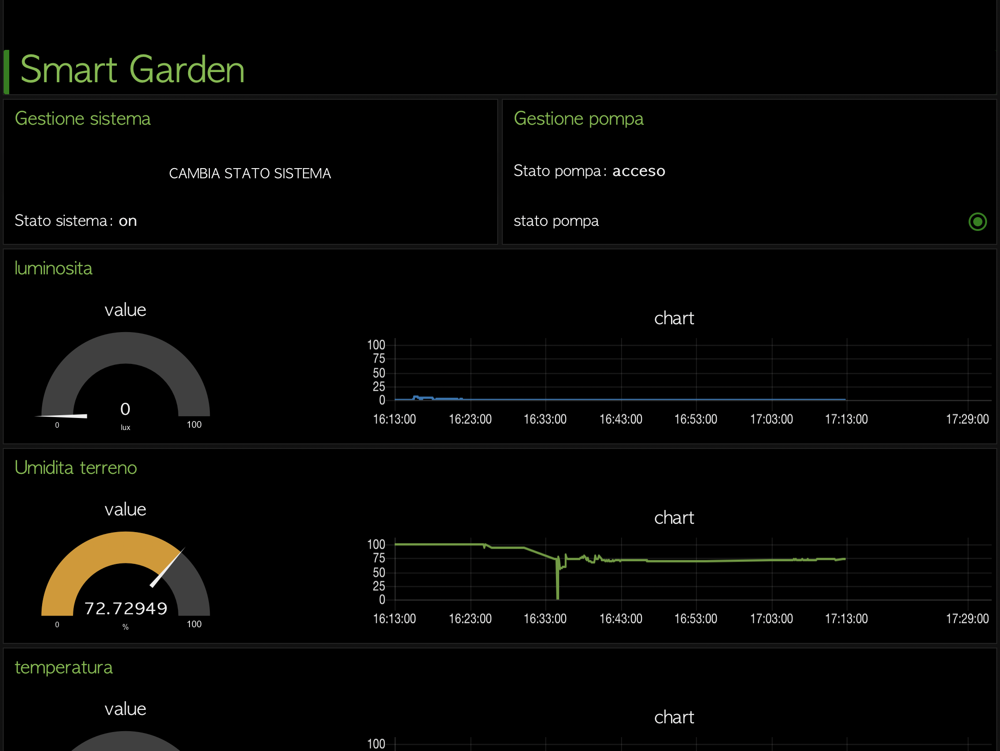 Smart Garden
Gestione sistema
CAMBIA STATO SISTEMA
Stato sistema: on
Gestione pompa
Stato pompa: acceso
stato pompa
luminosita
value
0
0
lux
100
chart
100
75
50
25
0
16:13:00 16:23:00 16:33:00 16:43:00 16:53:00 17:03:00 17:13:00 17:29:00
Umidita terreno
value
72.72949
0
%
100
chart
100
75
50
25
0
16:13:00 16:23:00 16:33:00 16:43:00 16:53:00 17:03:00 17:13:00 17:29:00
temperatura
value
chart
100